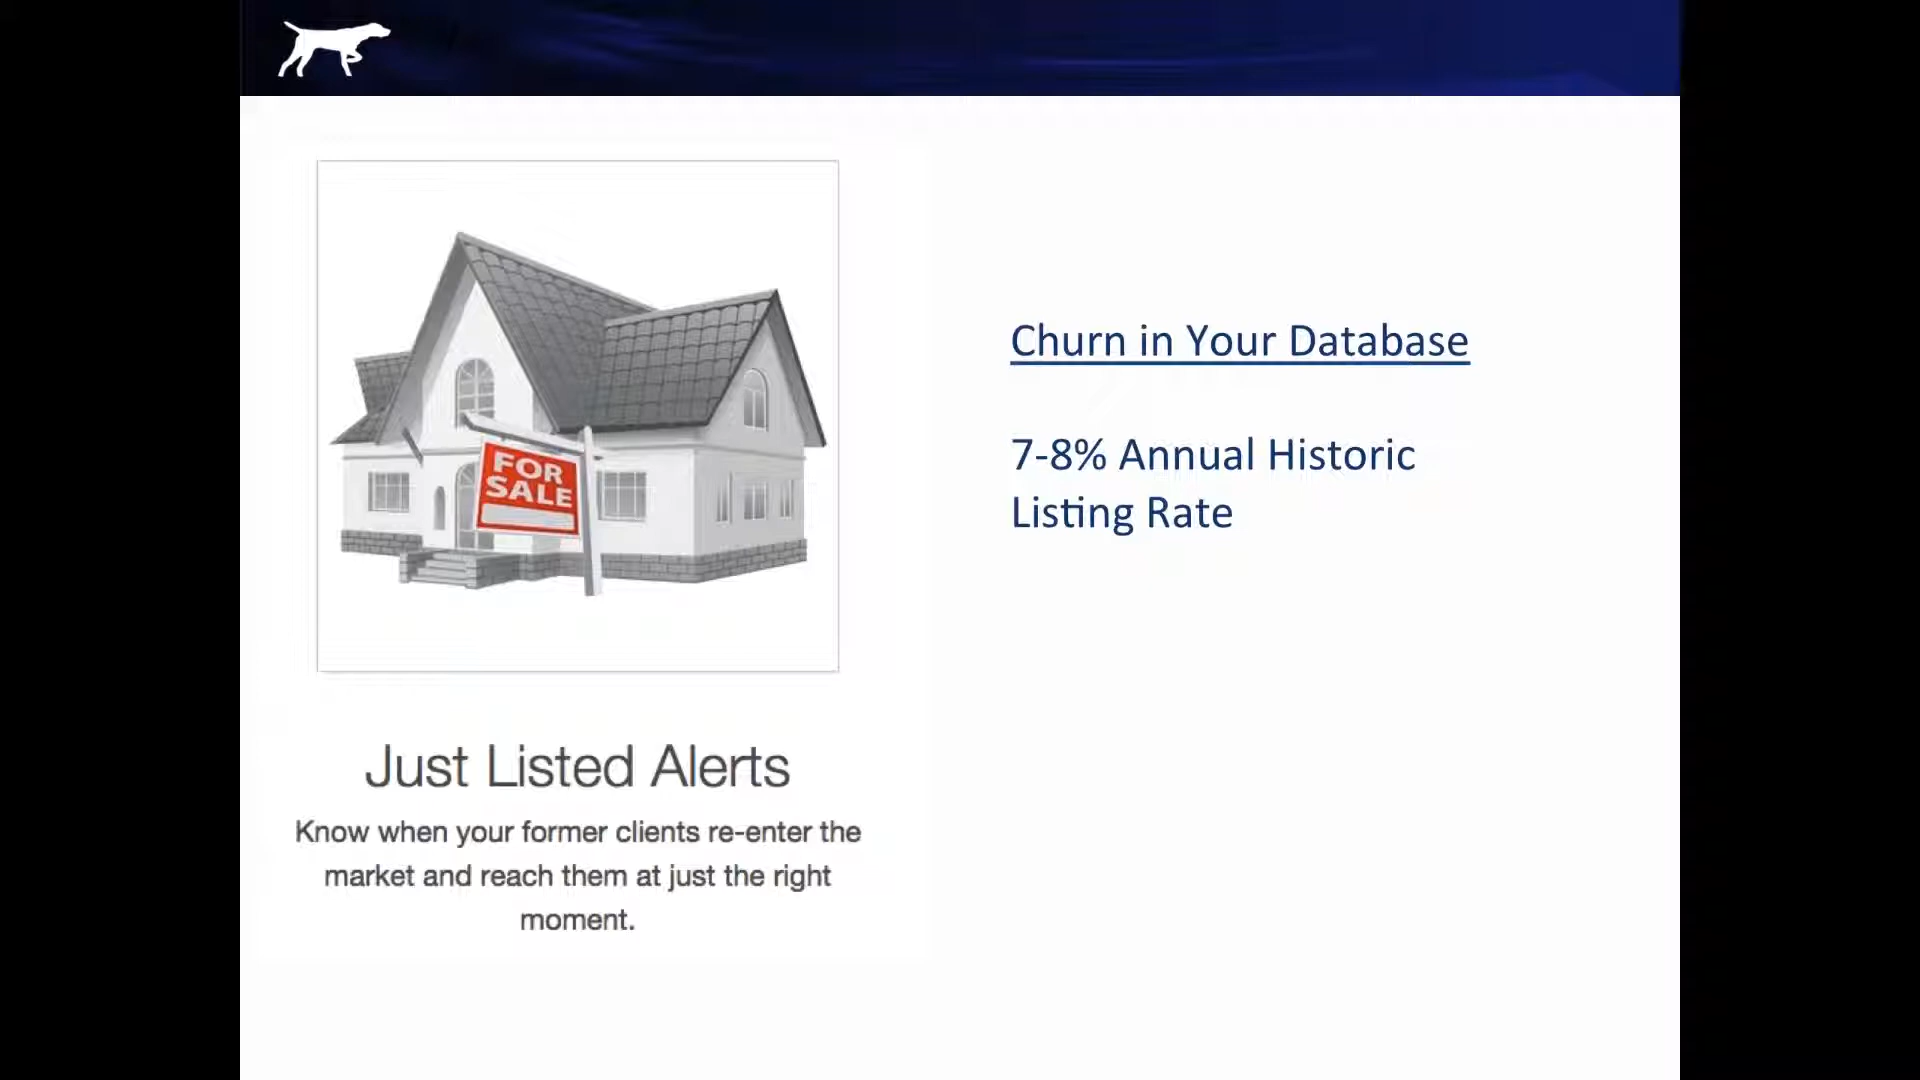 FOR
SALE
Just Listed Alerts
Know when your former clients re-enter the
market and reach them at just the right
moment.
Churn in Your Database
7-8% Annual Historic
Listing Rate